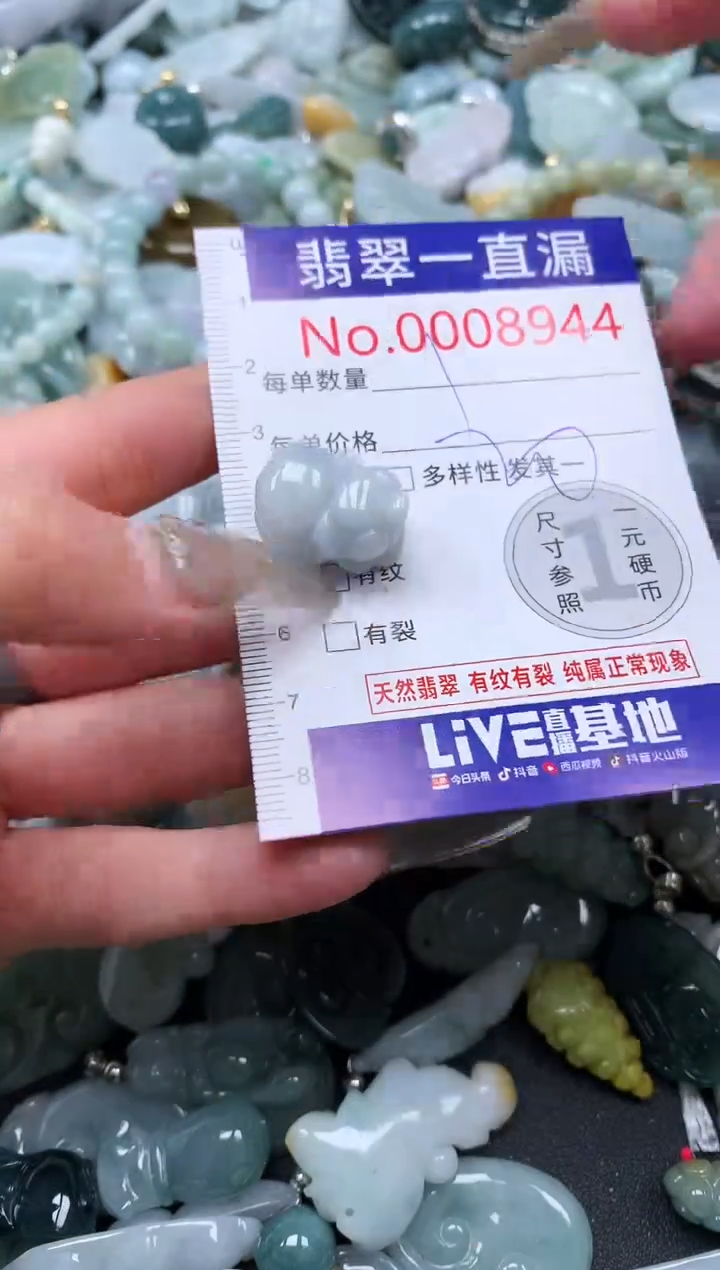 翡翠一直漏
No.0008944
每单数量
每单价格
多样性 发其一
有纹
有裂
尺寸参照
1
一元硬币
天然翡翠 有纹有裂 纯属正常现象
LiVE直播基地
今日头条 抖音 西瓜视频 抖音火山版
1
2
3
6
7
8